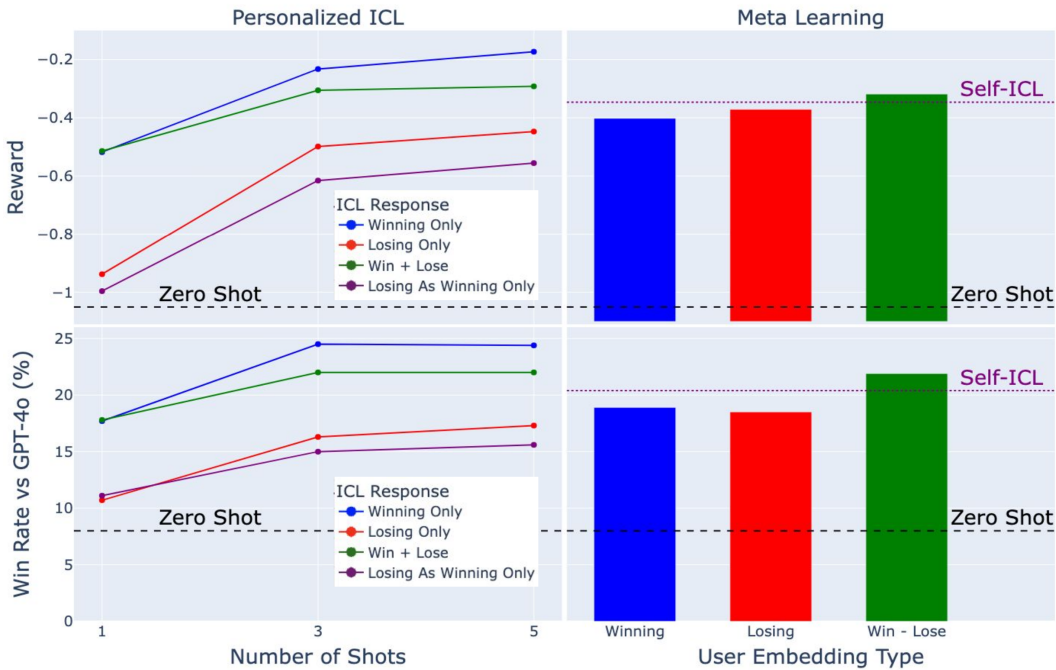 Personalized ICL
Meta Learning
Reward
−0.2
−0.4
−0.6
−0.8
−1
ICL Response
Winning Only
Losing Only
Win + Lose
Losing As Winning Only
Zero Shot
Self-ICL
Zero Shot
Win Rate vs GPT-4o (%)
25
20
15
10
5
0
Zero Shot
ICL Response
Winning Only
Losing Only
Win + Lose
Losing As Winning Only
Self-ICL
Zero Shot
1
3
5
Winning
Losing
Win - Lose
Number of Shots
User Embedding Type